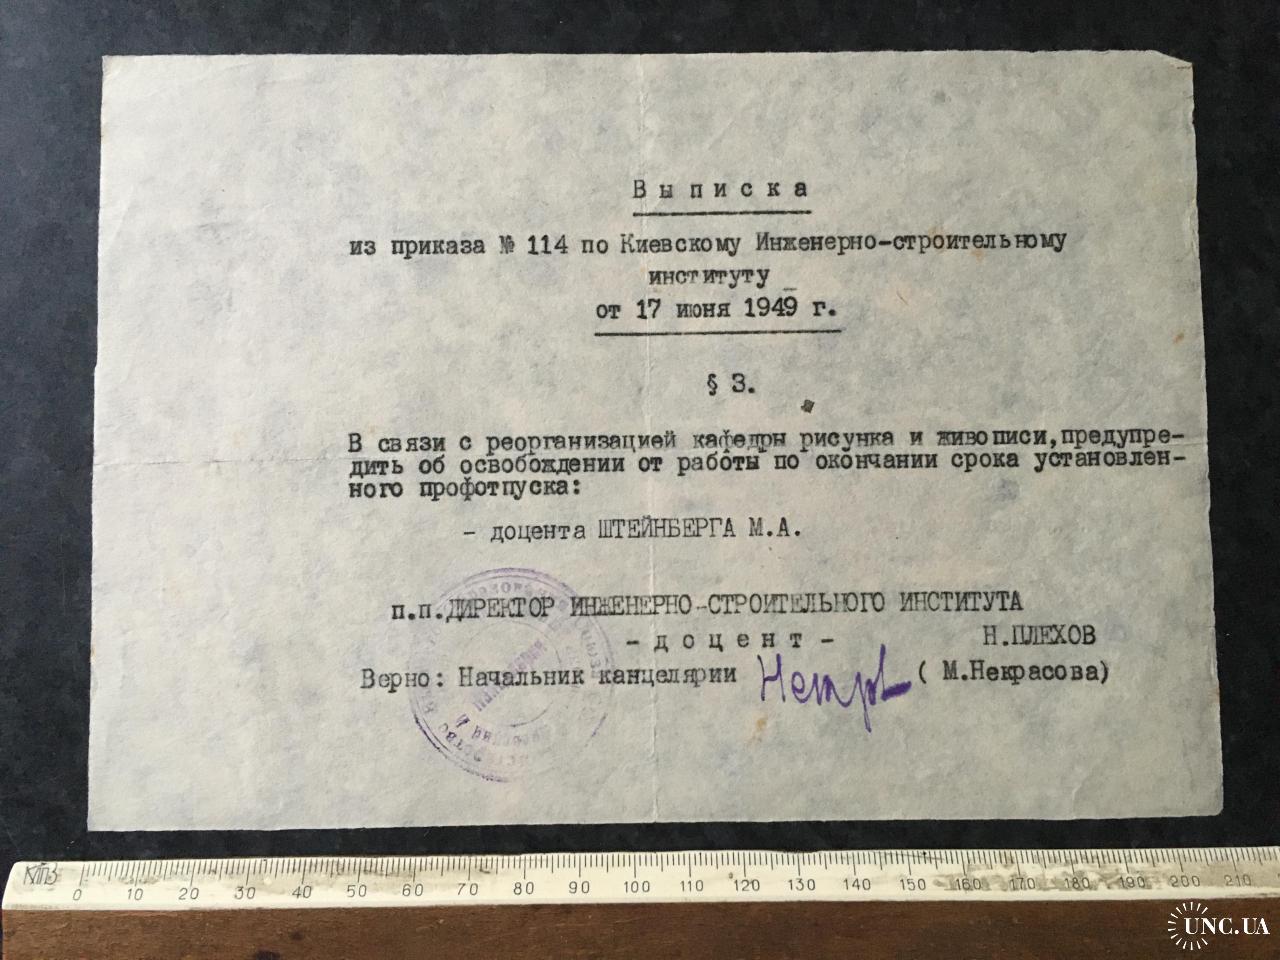 Выписка
из приказа № 114 по Киевскому Инженерно-строительному
институту
от 17 июня 1949 г.
§ 3.
В связи с реорганизацией кафедры рисунка и живописи, предупре-
дить об освобождении от работы по окончании срока установлен-
ного профотпуска:
- доцента ШТЕЙНБЕРГА М.А.
п.п. ДИРЕКТОР ИНЖЕНЕРНО-СТРОИТЕЛЬНОГО ИНСТИТУТА
- доцент - Н.ПЛЕХОВ
Верно: Начальник канцелярии ( М.Некрасова)
0 10 20 30 40 50 60 70 80 90 100 110 120 130 140 150 160 170 180 190 200 210
UNC.UA